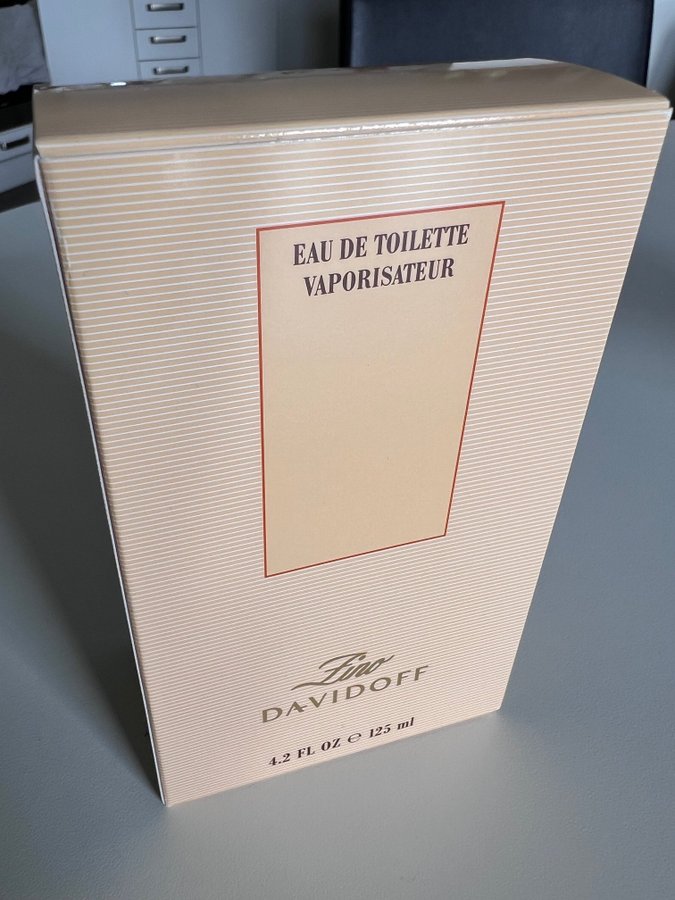 EAU DE TOILETTE
VAPORISATEUR
Zino
DAVIDOFF
4.2 FL OZ ℮ 125 ml